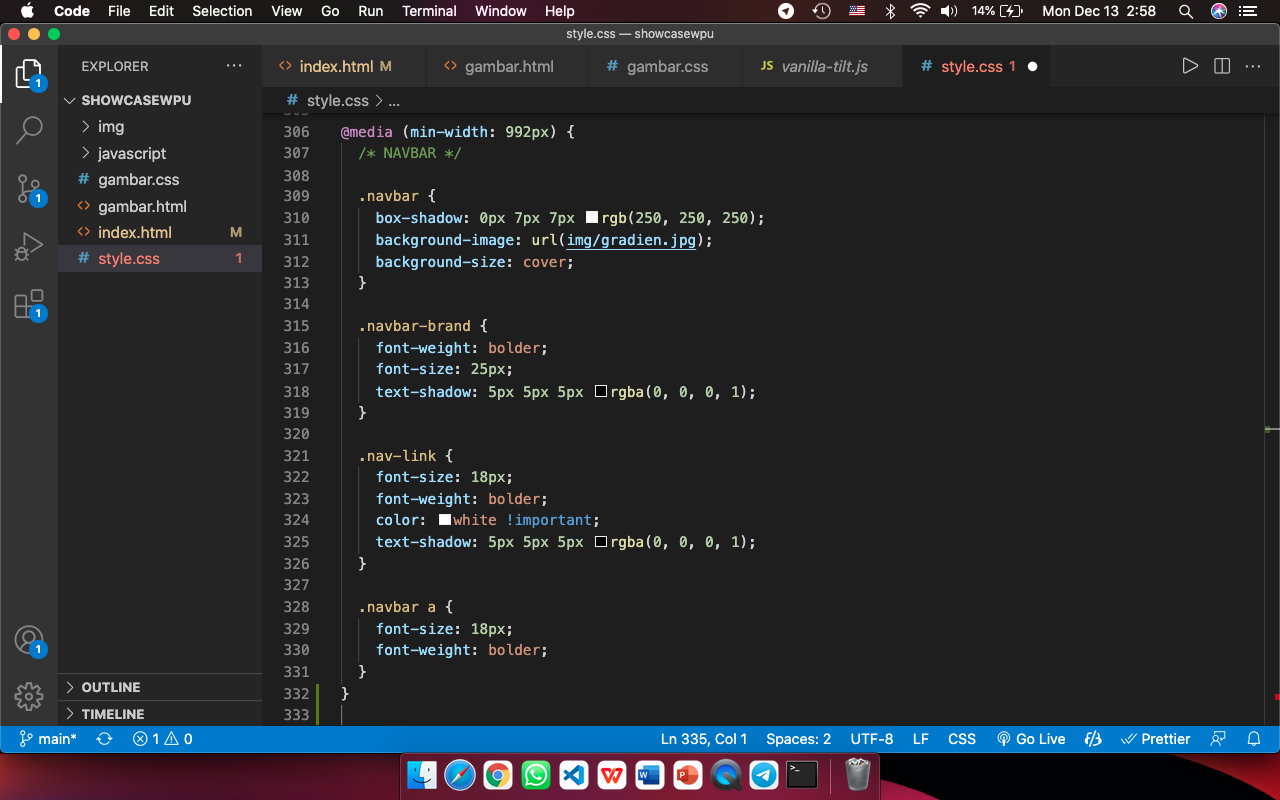 Code File Edit Selection View Go Run Terminal Window Help 14% Mon Dec 13 2:58
style.css — showcasewpu
EXPLORER ...
index.html M gambar.html # gambar.css JS vanilla-tilt.js # style.css 1
# style.css > ...
SHOWCASEWPU
img
javascript
# gambar.css
gambar.html
index.html M
# style.css 1
OUTLINE
TIMELINE
1
1
1
1
306 @media (min-width: 992px) {
307 /* NAVBAR */
308
309 .navbar {
310 box-shadow: 0px 7px 7px rgb(250, 250, 250);
311 background-image: url(img/gradien.jpg);
312 background-size: cover;
313 }
314
315 .navbar-brand {
316 font-weight: bolder;
317 font-size: 25px;
318 text-shadow: 5px 5px 5px rgba(0, 0, 0, 1);
319 }
320
321 .nav-link {
322 font-size: 18px;
323 font-weight: bolder;
324 color: white !important;
325 text-shadow: 5px 5px 5px rgba(0, 0, 0, 1);
326 }
327
328 .navbar a {
329 font-size: 18px;
330 font-weight: bolder;
331 }
332 }
333
main* 1 0 Ln 335, Col 1 Spaces: 2 UTF-8 LF CSS Go Live Prettier